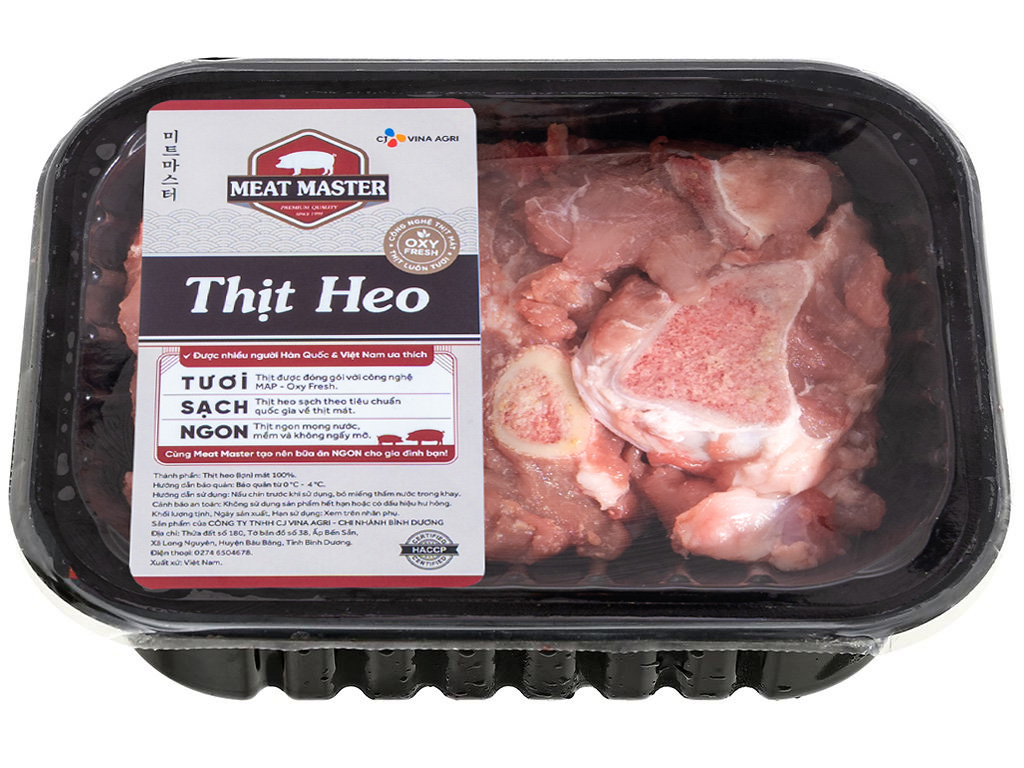 미트마스터
CJ VINA AGRI
MEAT MASTER
PREMIUM QUALITY
SINCE 1999
CÔNG NGHỆ THỊT MÁT
OXY
FRESH
THỊT LUÔN TƯƠI
Thịt Heo
Được nhiều người Hàn Quốc & Việt Nam ưa thích
TƯƠI Thịt được đóng gói với công nghệ
MAP - Oxy Fresh.
SẠCH Thịt heo sạch theo tiêu chuẩn
quốc gia về thịt mát.
NGON Thịt ngon mọng nước,
mềm và không ngấy mỡ.
Cùng Meat Master tạo nên bữa ăn NGON cho gia đình bạn!
Thành phần: Thịt heo (lợn) mát 100%.
Hướng dẫn bảo quản: Bảo quản từ 0°C - 4°C.
Hướng dẫn sử dụng: Nấu chín trước khi sử dụng, bỏ miếng thấm nước trong khay.
Cảnh báo an toàn: Không sử dụng sản phẩm hết hạn hoặc có dấu hiệu hư hỏng.
Khối lượng tịnh, Ngày sản xuất, Hạn sử dụng: Xem trên nhãn phụ.
Sản phẩm của CÔNG TY TNHH CJ VINA AGRI - CHI NHÁNH BÌNH DƯƠNG
Địa chỉ: Thửa đất số 180, Tờ bản đồ số 38, Ấp Bến Sắn,
Xã Long Nguyên, Huyện Bàu Bàng, Tỉnh Bình Dương.
Điện thoại: 0274 6504678.
Xuất xứ: Việt Nam.
CERTIFIED
HACCP
CERTIFIED